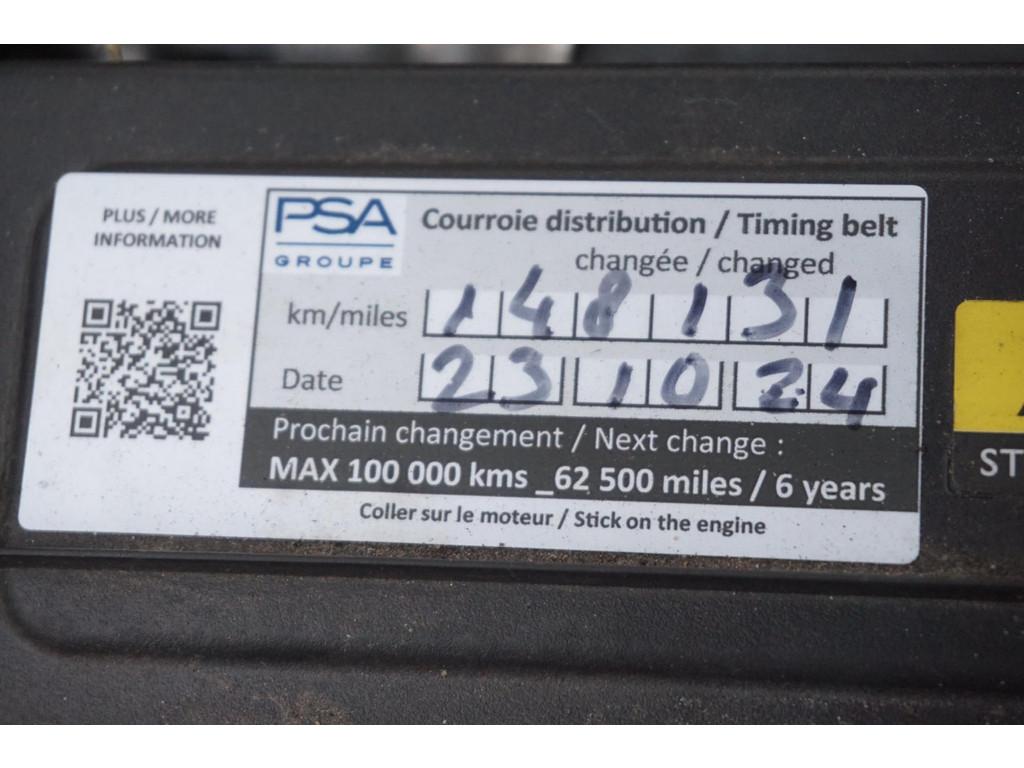 PLUS / MORE
INFORMATION
PSA
GROUPE
Courroie distribution / Timing belt
changée / changed
km/miles 148131
Date 23 10 24
Prochain changement / Next change :
MAX 100 000 kms _62 500 miles / 6 years
Coller sur le moteur / Stick on the engine
ST